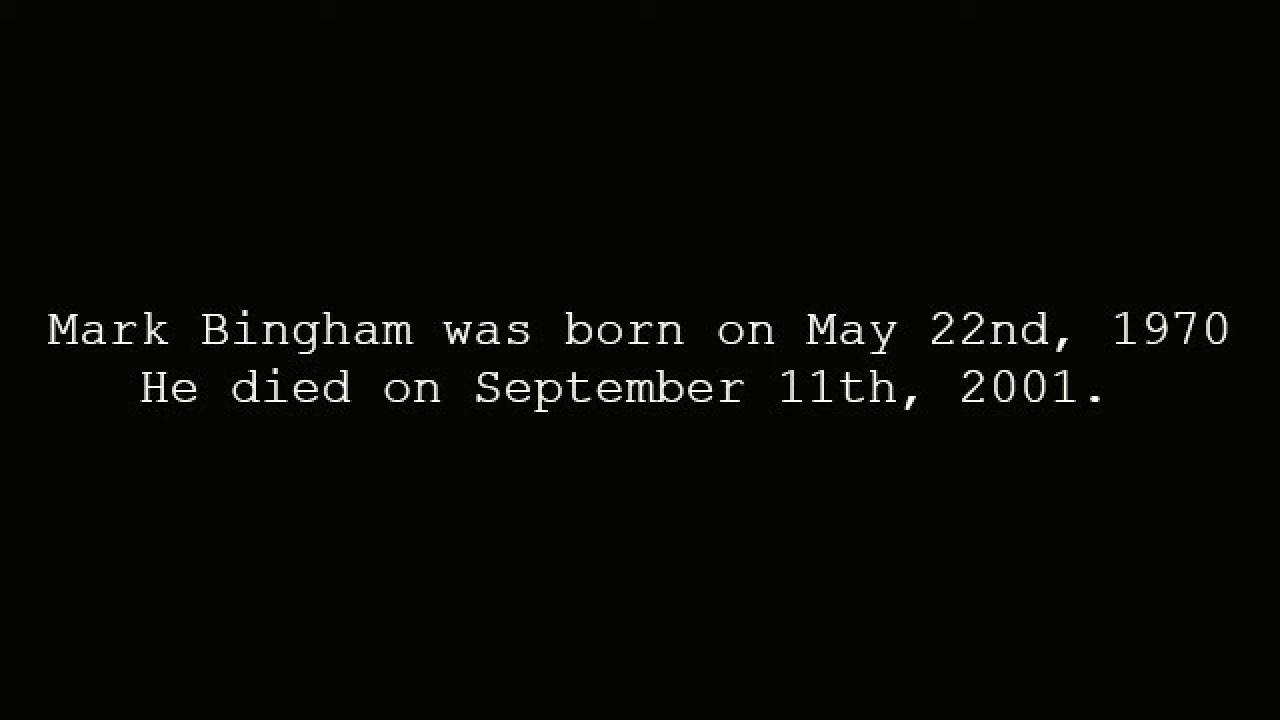 Mark Bingham was born on May 22nd, 1970
He died on September 11th, 2001.